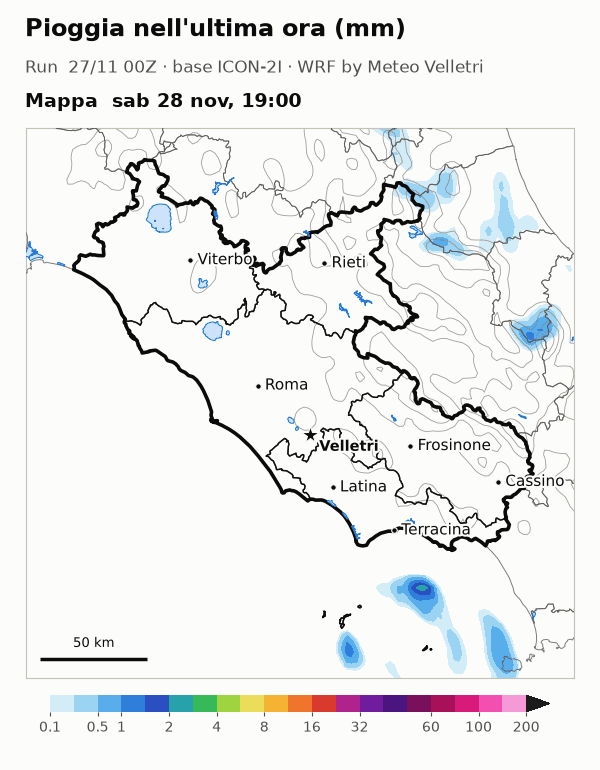 Pioggia nell'ultima ora (mm)
Run  27/11 00Z · base ICON-2I · WRF by Meteo Velletri
Mappa  sab 28 nov, 19:00
Viterbo
Rieti
Roma
Velletri
Frosinone
Cassino
Latina
Terracina
50 km
0.1 0.5 1 2 4 8 16 32 60 100 200